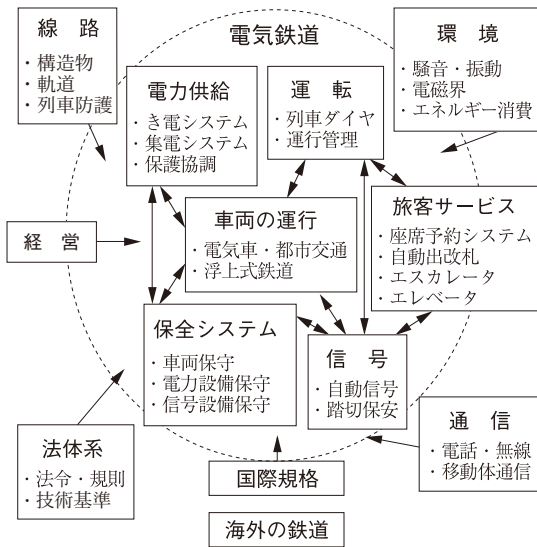 線　路
・構造物
・軌道
・列車防護
電気鉄道
環　境
・騒音・振動
・電磁界
・エネルギー消費
電力供給
・き電システム
・集電システム
・保護協調
運　転
・列車ダイヤ
・運行管理
経　営
車両の運行
・電気車・都市交通
・浮上式鉄道
旅客サービス
・座席予約システム
・自動出改札
・エスカレータ
・エレベータ
保全システム
・車両保守
・電力設備保守
・信号設備保守
信　号
・自動信号
・踏切保安
法体系
・法令・規則
・技術基準
通　信
・電話・無線
・移動体通信
国際規格
海外の鉄道